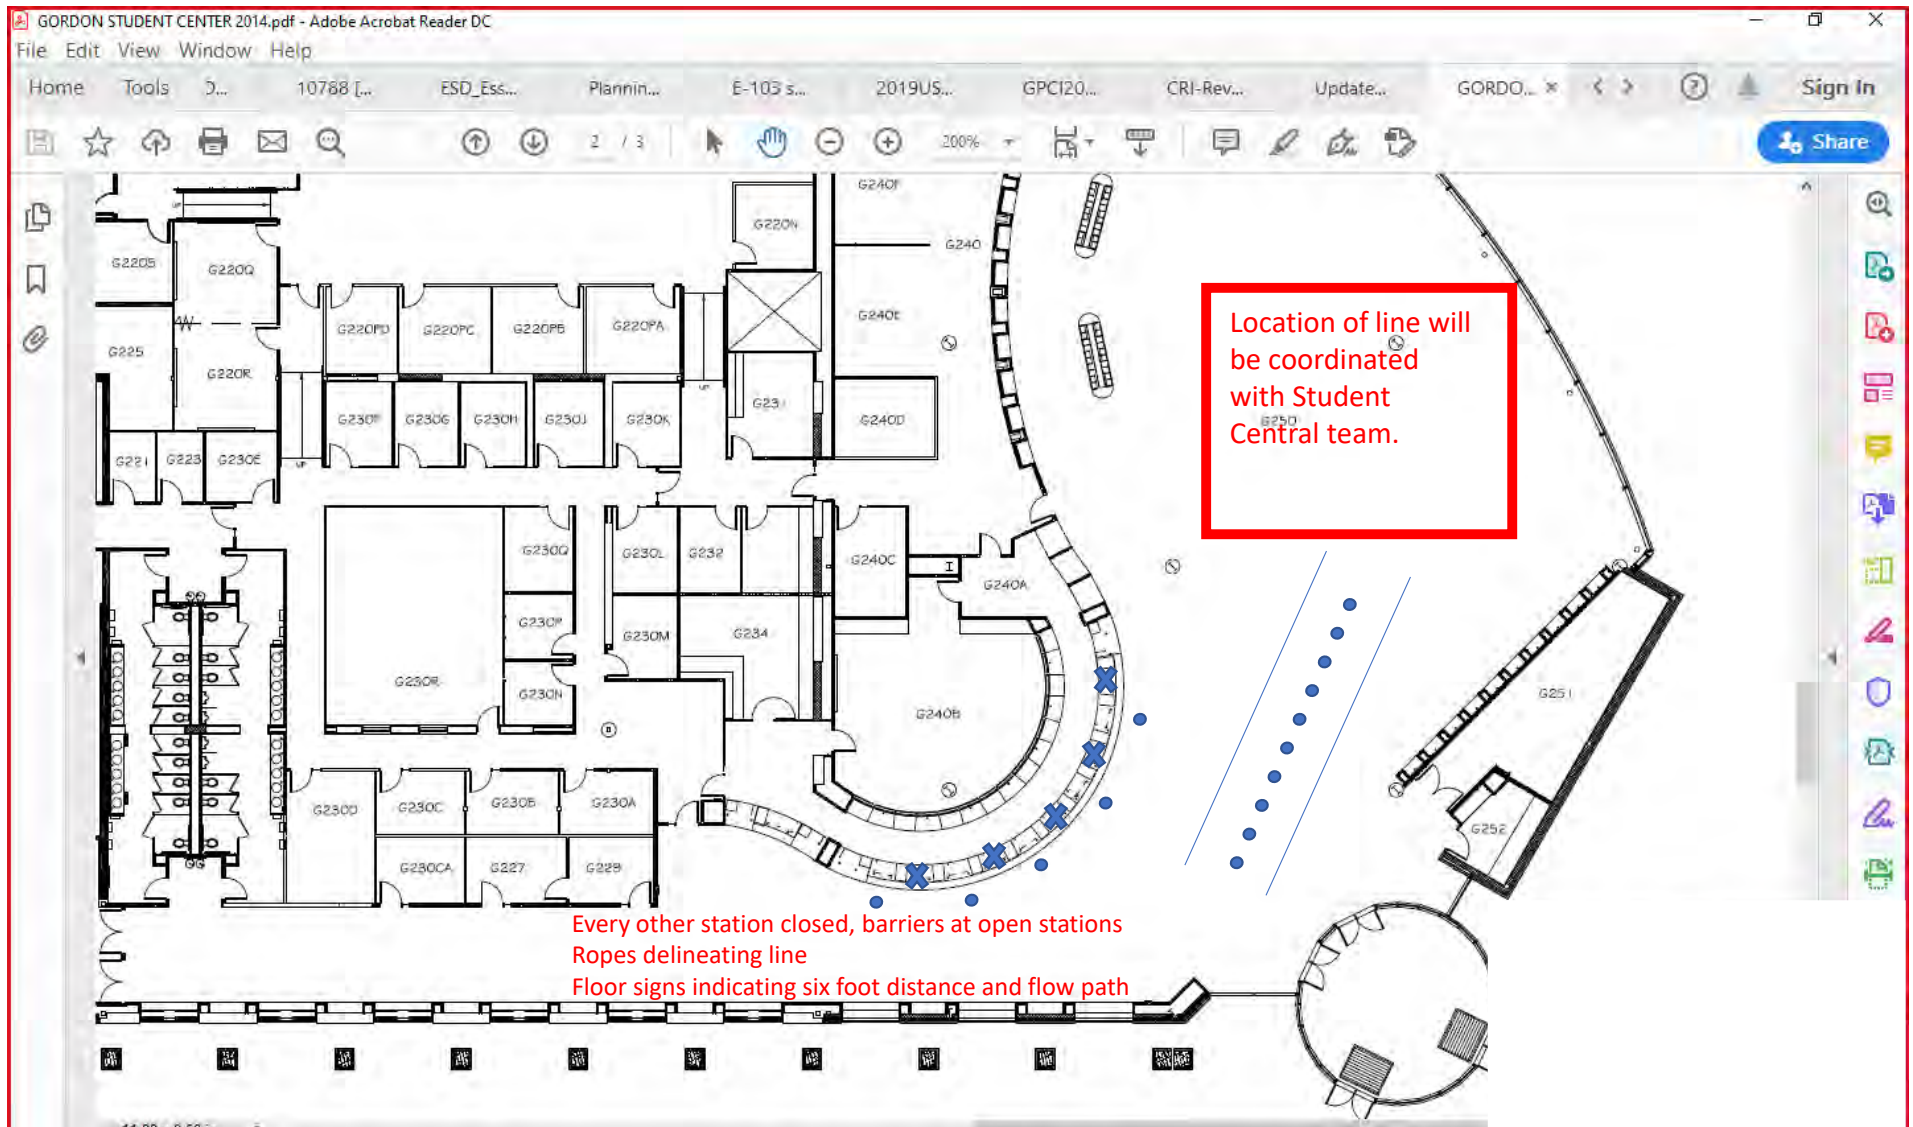 GORDON STUDENT CENTER 2014.pdf - Adobe Acrobat Reader DC
File Edit View Window Help
Home Tools 10788 [... ESD_Ess... Plannin... E-103 s... 2019US... GPCI20... CRI-Rev... Update... GORDO... × Sign In
2 / 3 200% Share
G240F
G220N
G240
G220S
G220Q
G240E
G220PD G220PC G220PB G220PA
G225
G220R
UP
Location of line will
be coordinated
with Student
Central team.
G250
G231
G230F G230G G230H G230J G230K
G240D
G221 G223 G230E
UP
G230Q
G230L G232
G240C
G240A
G230P
G230M
G234
G230R
G230N
G240B
G251
G230D
G230C G230B G230A
G252
G230CA G227 G229
Every other station closed, barriers at open stations
Ropes delineating line
Floor signs indicating six foot distance and flow path